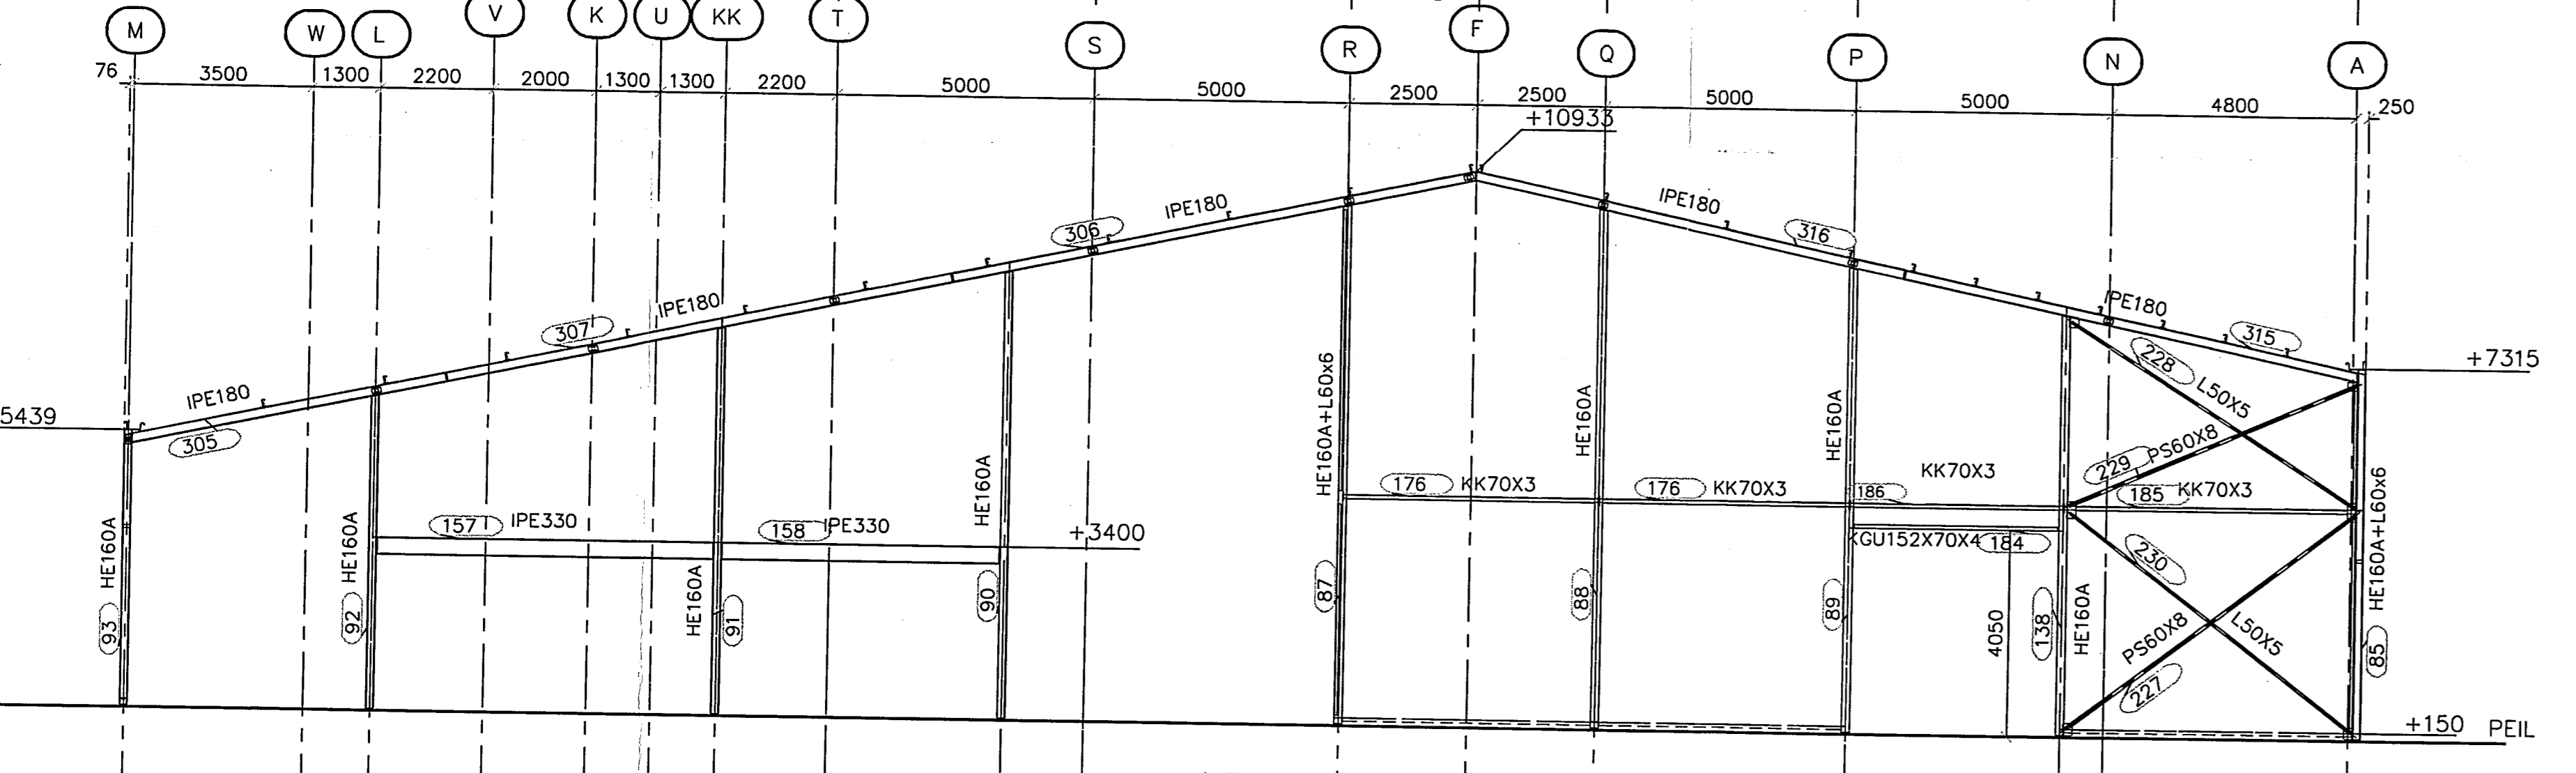 M W L V K U KK T S R F Q P N A
76 3500 1300 2200 2000 1300 1300 2200 5000 5000 2500 2500 5000 5000 4800 250
+10933
IPE180 IPE180
306 316
IPE180 IPE180
307 315
+7315
IPE180
5439
305
228 L50X5
HE160A+L60x6 HE160A HE160A
229 PS60X8
KK70X3
176 KK70X3 176 KK70X3 186 185 KK70X3
HE160A HE160A HE160A HE160A+L60x6
157 IPE330 158 IPE330 +3400
KGU152X70X4 184
230
HE160A
93 92 91 90 87 88 89 4050 138 HE160A
PS60X8 L50X5
227 85
+150 PEIL